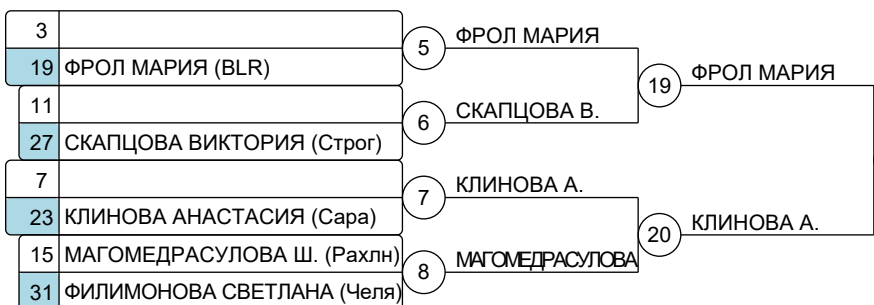 3
19 ФРОЛ МАРИЯ (BLR)
11
27 СКАПЦОВА ВИКТОРИЯ (Строг)
7
23 КЛИНОВА АНАСТАСИЯ (Сара)
15 МАГОМЕДРАСУЛОВА Ш. (Рахлн)
31 ФИЛИМОНОВА СВЕТЛАНА (Челя)
5 ФРОЛ МАРИЯ
6 СКАПЦОВА В.
7 КЛИНОВА А.
8 МАГОМЕДРАСУЛОВА
19 ФРОЛ МАРИЯ
20 КЛИНОВА А.